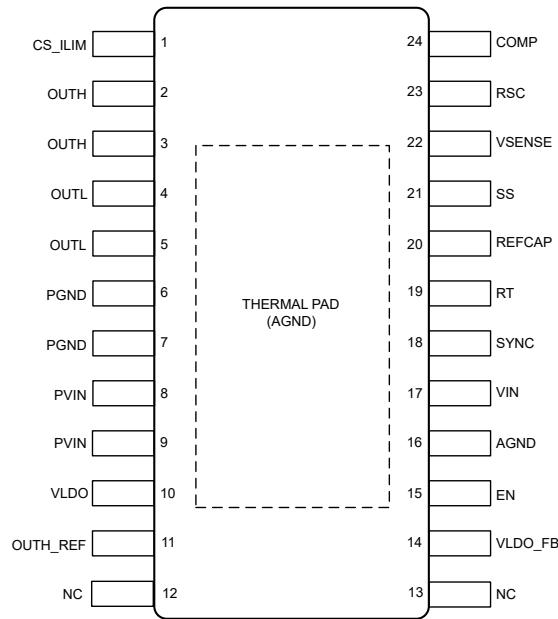 CS_ILIM 1 24 COMP
OUTH 2 23 RSC
OUTH 3 22 VSENSE
OUTL 4 21 SS
OUTL 5 20 REFCAP
PGND 6 19 RT
THERMAL PAD
(AGND)
PGND 7 18 SYNC
PVIN 8 17 VIN
PVIN 9 16 AGND
VLDO 10 15 EN
OUTH_REF 11 14 VLDO_FB
NC 12 13 NC